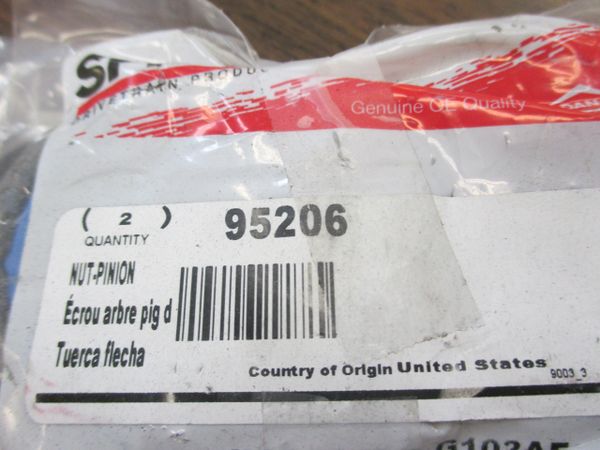 Genuine OE Quality
( 2 ) 95206
QUANTITY
NUT-PINION
Écrou arbre pig d
Tuerca flecha
Country of Origin United States
9003_3